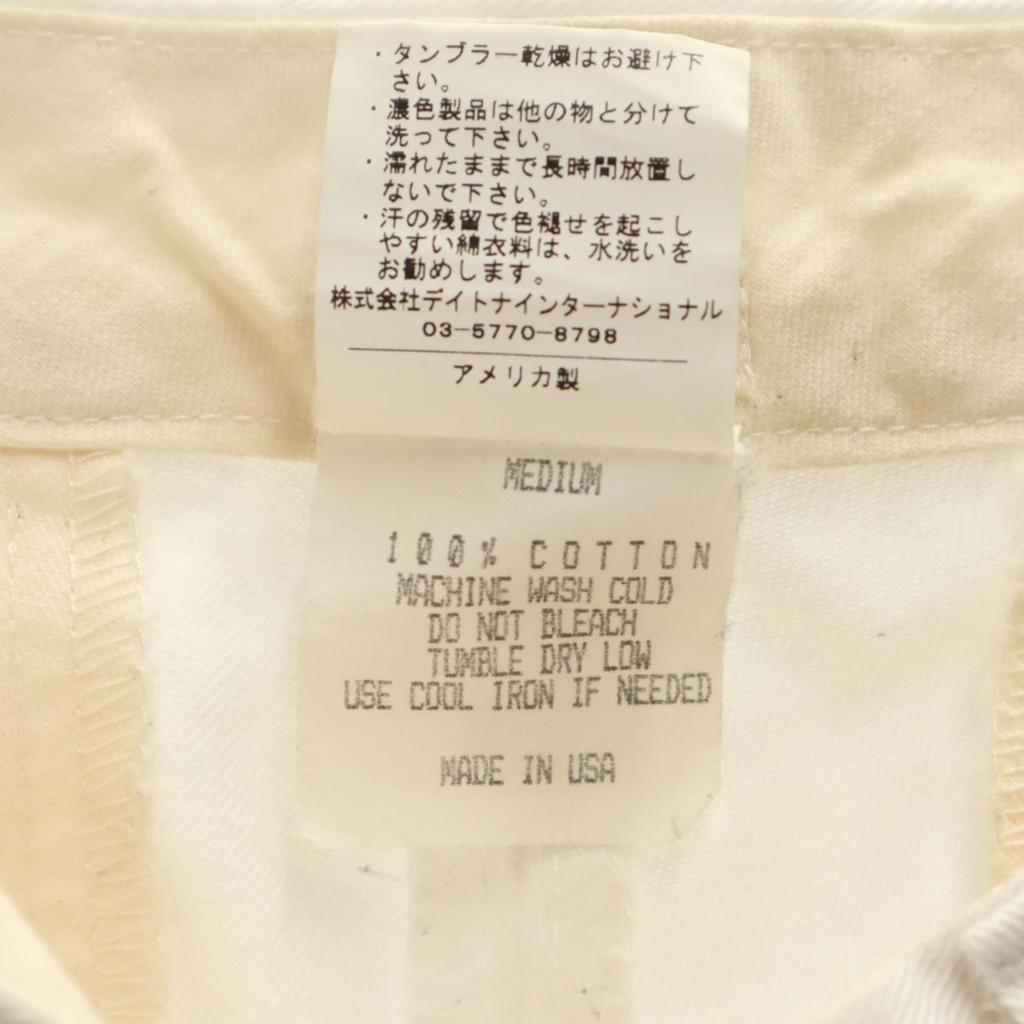 ・タンブラー乾燥はお避け下
さい。
・濃色製品は他の物と分けて
洗って下さい。
・濡れたままで長時間放置し
ないで下さい。
・汗の残留で色褪せを起こし
やすい綿衣料は、水洗いを
お勧めします。
株式会社デイトナインターナショナル
03-5770-8798
アメリカ製
MEDIUM
100% COTTON
MACHINE WASH COLD
DO NOT BLEACH
TUMBLE DRY LOW
USE COOL IRON IF NEEDED
MADE IN USA